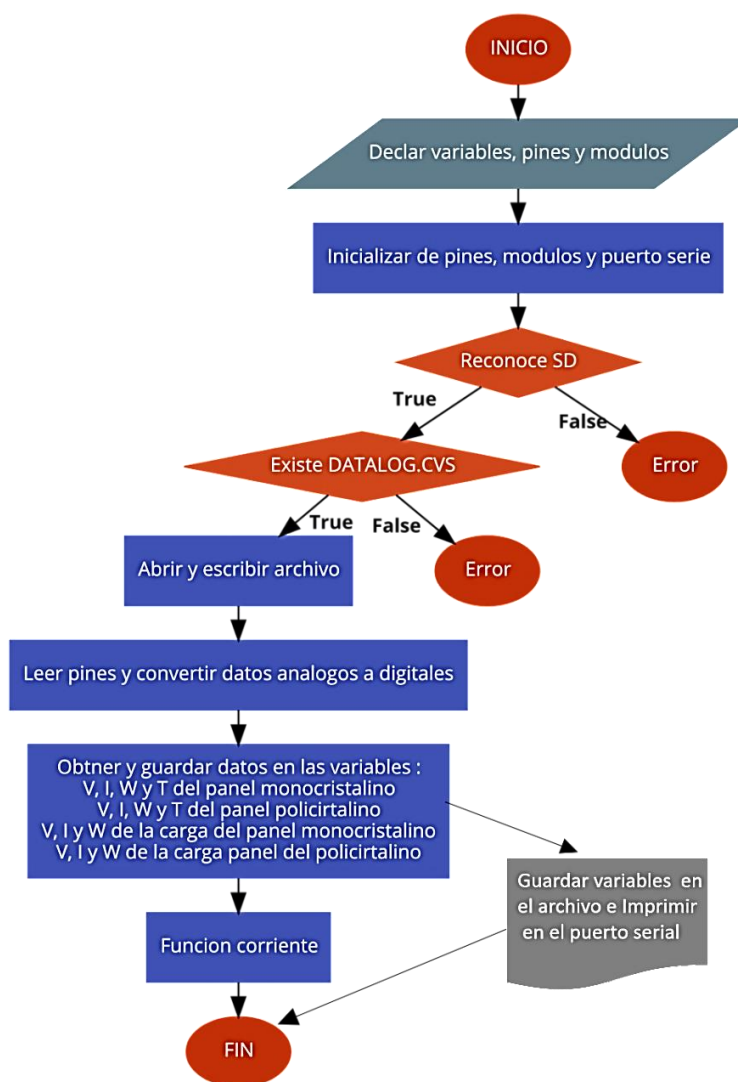 INICIO
Declar variables, pines y modulos
Inicializar de pines, modulos y puerto serie
Reconoce SD
True
False
Existe DATALOG.CVS
Error
True
False
Abrir y escribir archivo
Error
Leer pines y convertir datos analogos a digitales
Obtner y guardar datos en las variables :
V, I, W y T del panel monocristalino
V, I, W y T del panel policirtalino
V, I y W de la carga del panel monocristalino
V, I y W de la carga panel del policirtalino
Guardar variables en
el archivo e Imprimir
en el puerto serial
Funcion corriente
FIN